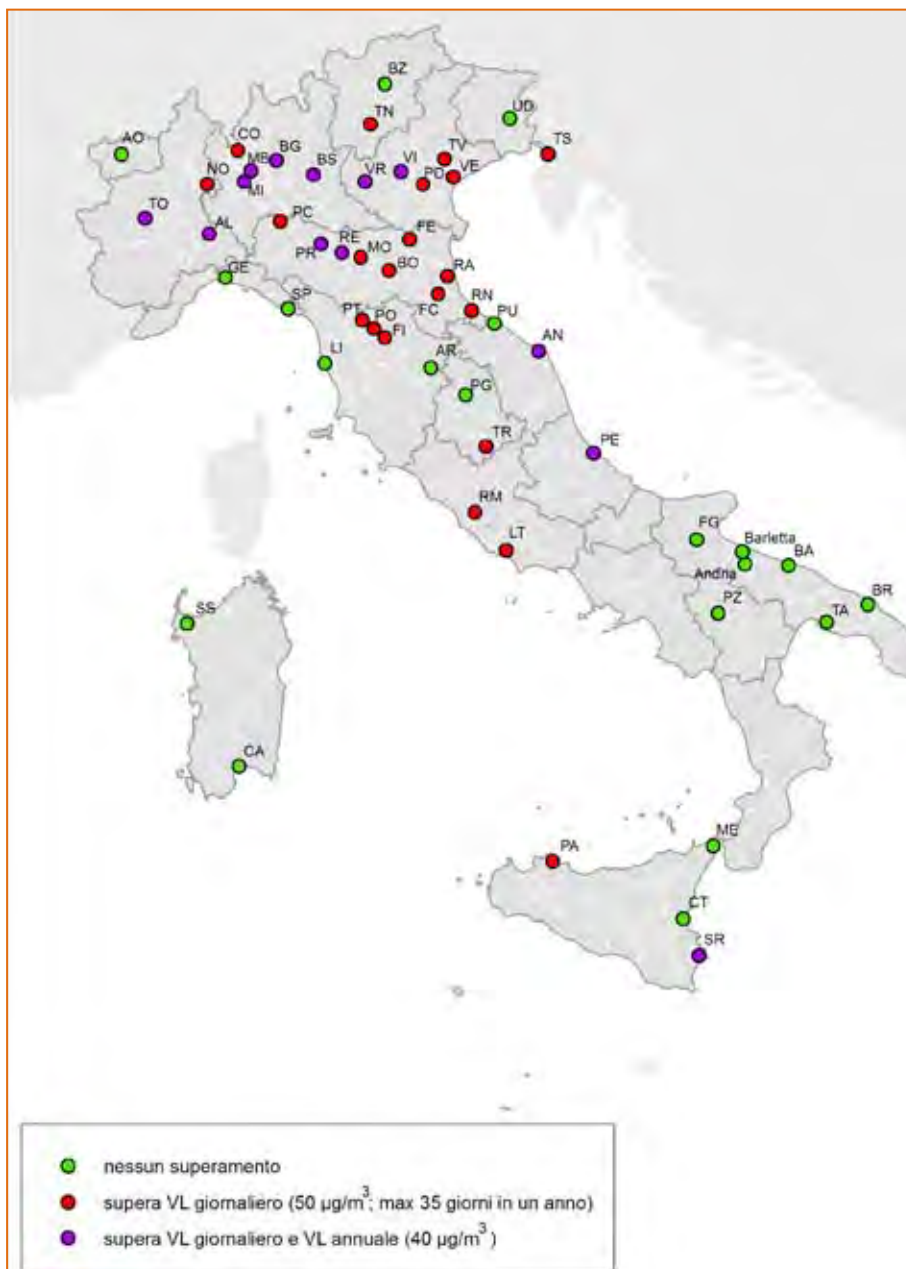 BZ
UD
TN
AO
CO
TV
TS
BG
MB
BS
VI
VR
VE
NO
PD
MI
TO
PC
AL
FE
RE
MO
PR
BO
RA
GE
FC
RN
SP
PT
PO
PU
FI
AN
LI
AR
PG
TR
PE
RM
LT
FG
Barletta
BA
Andria
BR
SS
PZ
TA
CA
ME
PA
CT
SR
nessun superamento
supera VL giornaliero (50 µg/m³; max 35 giorni in un anno)
supera VL giornaliero e VL annuale (40 µg/m³ )